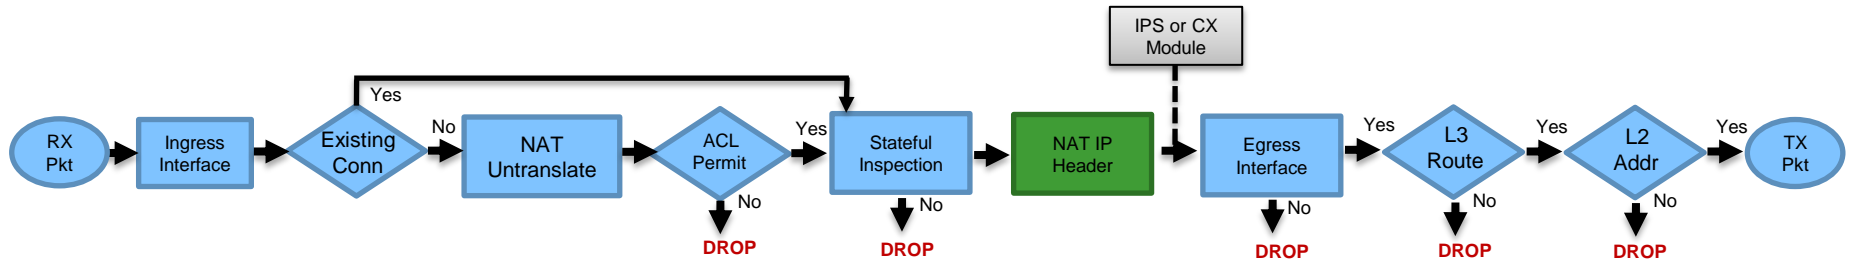 IPS or CX
Module
RX
Pkt
Ingress
Interface
Existing
Conn
Yes
No
NAT
Untranslate
ACL
Permit
Yes
No
DROP
Stateful
Inspection
No
DROP
NAT IP
Header
Egress
Interface
Yes
No
DROP
L3
Route
Yes
No
DROP
L2
Addr
Yes
No
DROP
TX
Pkt